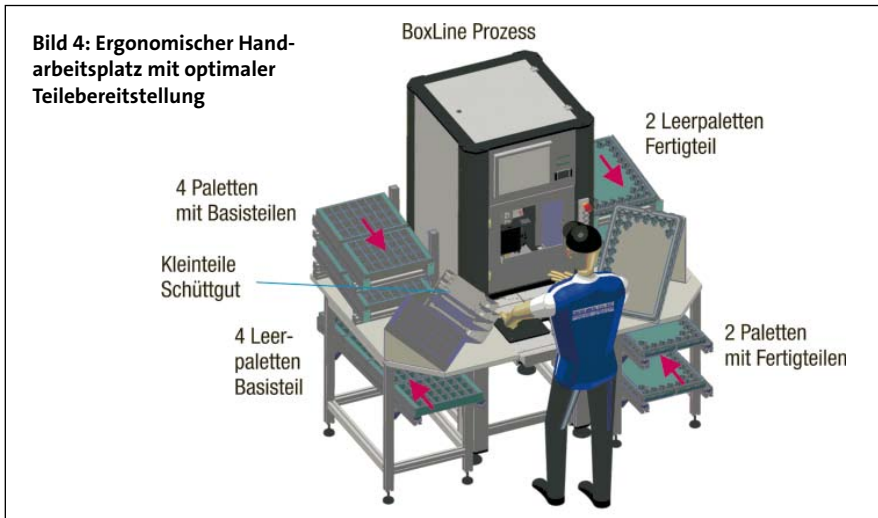 Bild 4: Ergonomischer Hand-
arbeitsplatz mit optimaler
Teilebereitstellung
BoxLine Prozess
2 Leerpaletten
Fertigteil
4 Paletten
mit Basisteilen
Kleinteile
Schüttgut
4 Leer-
paletten
Basisteil
2 Paletten
mit Fertigteilen